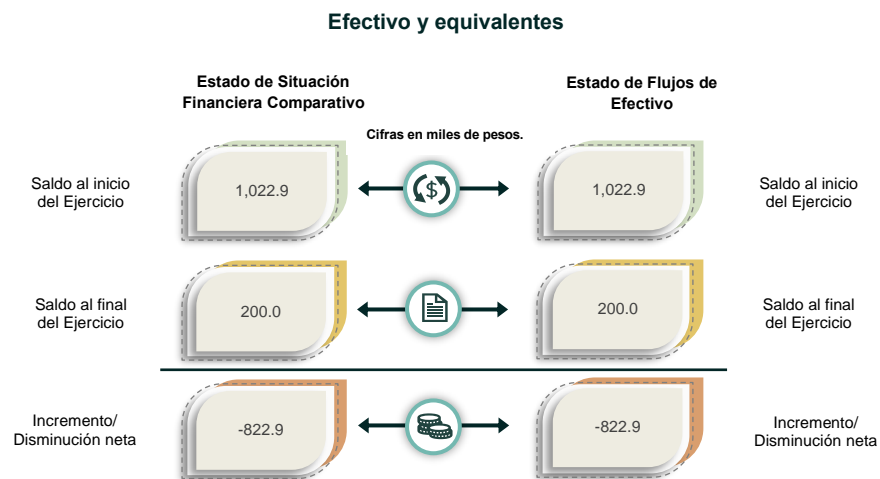 Efectivo y equivalentes
Estado de Situación
Financiera Comparativo
Estado de Flujos de
Efectivo
Cifras en miles de pesos.
Saldo al inicio
del Ejercicio
1,022.9
$
1,022.9
Saldo al inicio
del Ejercicio
Saldo al final
del Ejercicio
200.0
200.0
Saldo al final
del Ejercicio
Incremento/
Disminución neta
-822.9
-822.9
Incremento/
Disminución neta